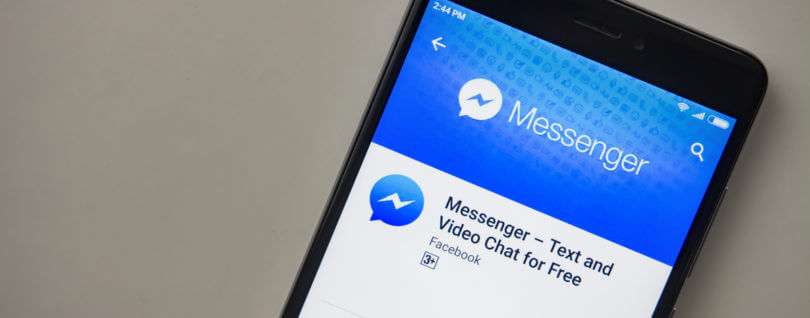 2:44 PM
Messenger
Messenger – Text and
Video Chat for Free
Facebook
3+